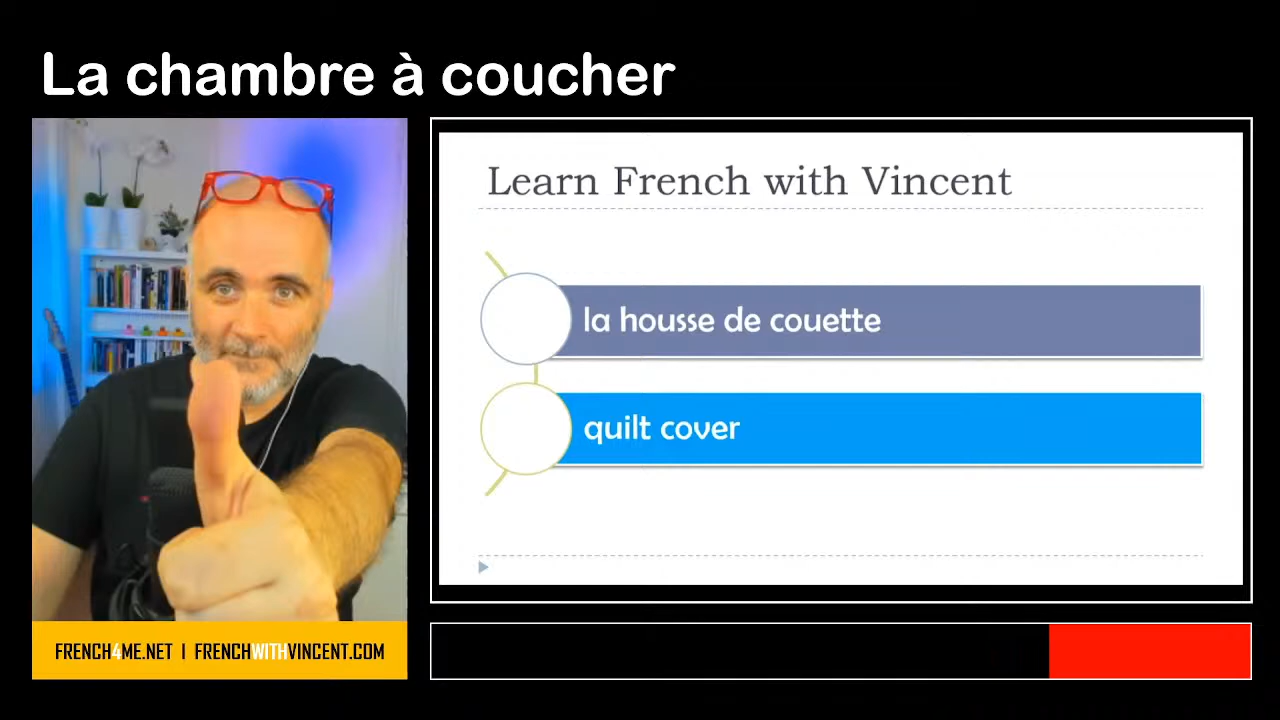 La chambre à coucher
Learn French with Vincent
la housse de couette
quilt cover
FRENCH4ME.NET I FRENCHWITHVINCENT.COM